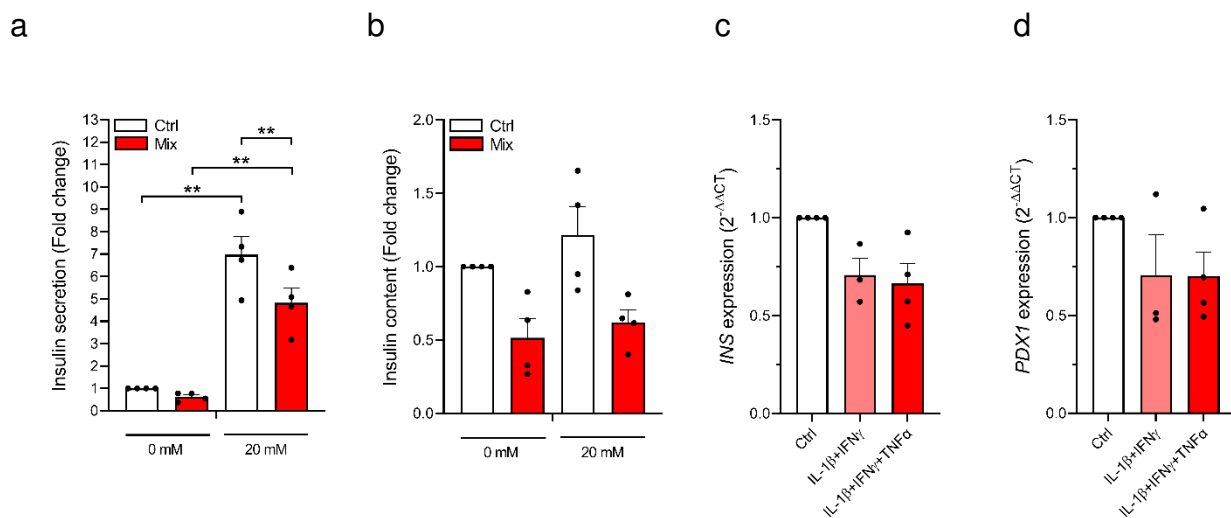 a
b
c
d
Insulin secretion (Fold change)
13
12
11
10
9
8
7
6
5
4
3
2
1
0
Ctrl
Mix
**
**
**
0 mM
20 mM
Insulin content (Fold change)
2.0
1.5
1.0
0.5
0.0
Ctrl
Mix
0 mM
20 mM
INS expression (2^-ΔΔCT)
1.5
1.0
0.5
0.0
Ctrl
IL-1β+IFNγ
IL-1β+IFNγ+TNFα
PDX1 expression (2^-ΔΔCT)
1.5
1.0
0.5
0.0
Ctrl
IL-1β+IFNγ
IL-1β+IFNγ+TNFα